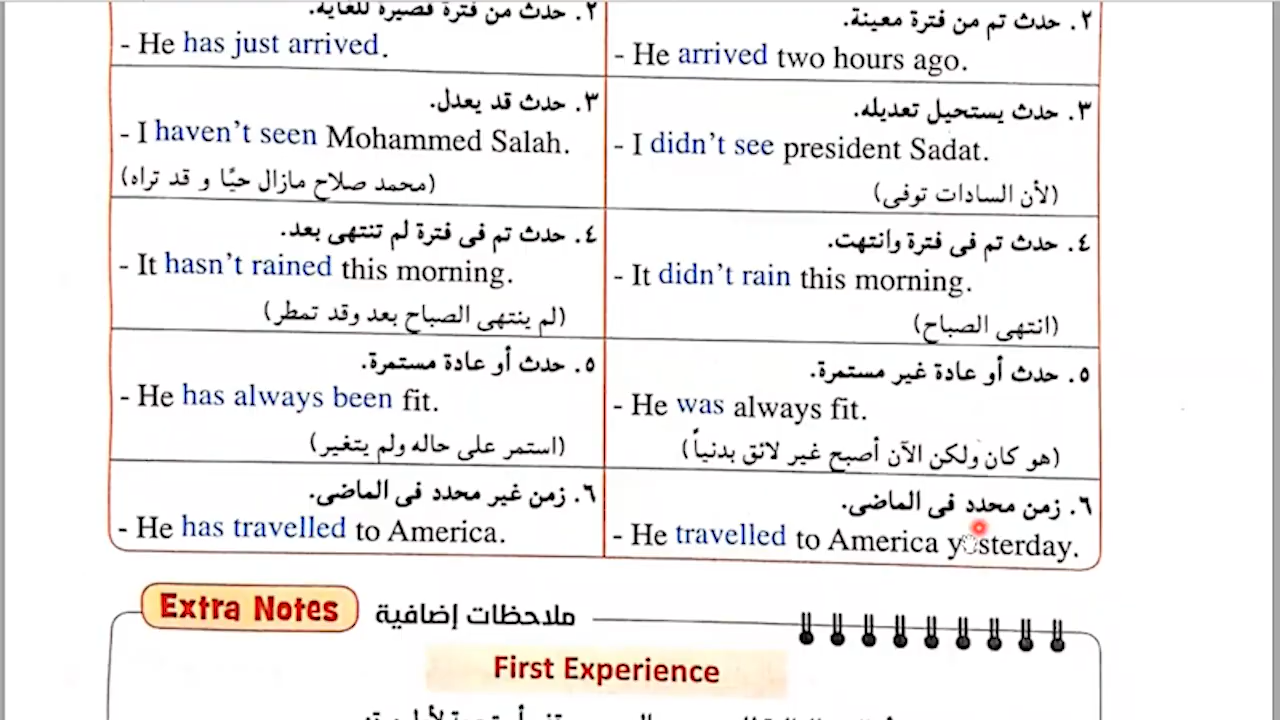 ٢. حدث تم من فترة معينة.
- He arrived two hours ago.
٢. حدث من فترة قصيرة للغاية.
- He has just arrived.
٣. حدث يستحيل تعديله.
- I didn't see president Sadat.
(لأن السادات توفى)
٣. حدث قد يعدل.
- I haven't seen Mohammed Salah.
(محمد صلاح مازال حيًا و قد تراه)
٤. حدث تم فى فترة وانتهت.
- It didn't rain this morning.
(انتهى الصباح)
٤. حدث تم فى فترة لم تنتهى بعد.
- It hasn't rained this morning.
(لم ينتهى الصباح بعد وقد تمطر)
٥. حدث أو عادة غير مستمرة.
- He was always fit.
(هو كان ولكن الآن أصبح غير لائق بدنياً)
٥. حدث أو عادة مستمرة.
- He has always been fit.
(استمر على حاله ولم يتغير)
٦. زمن محدد فى الماضى.
- He travelled to America yesterday.
٦. زمن غير محدد فى الماضى.
- He has travelled to America.
Extra Notes ملاحظات إضافية
First Experience